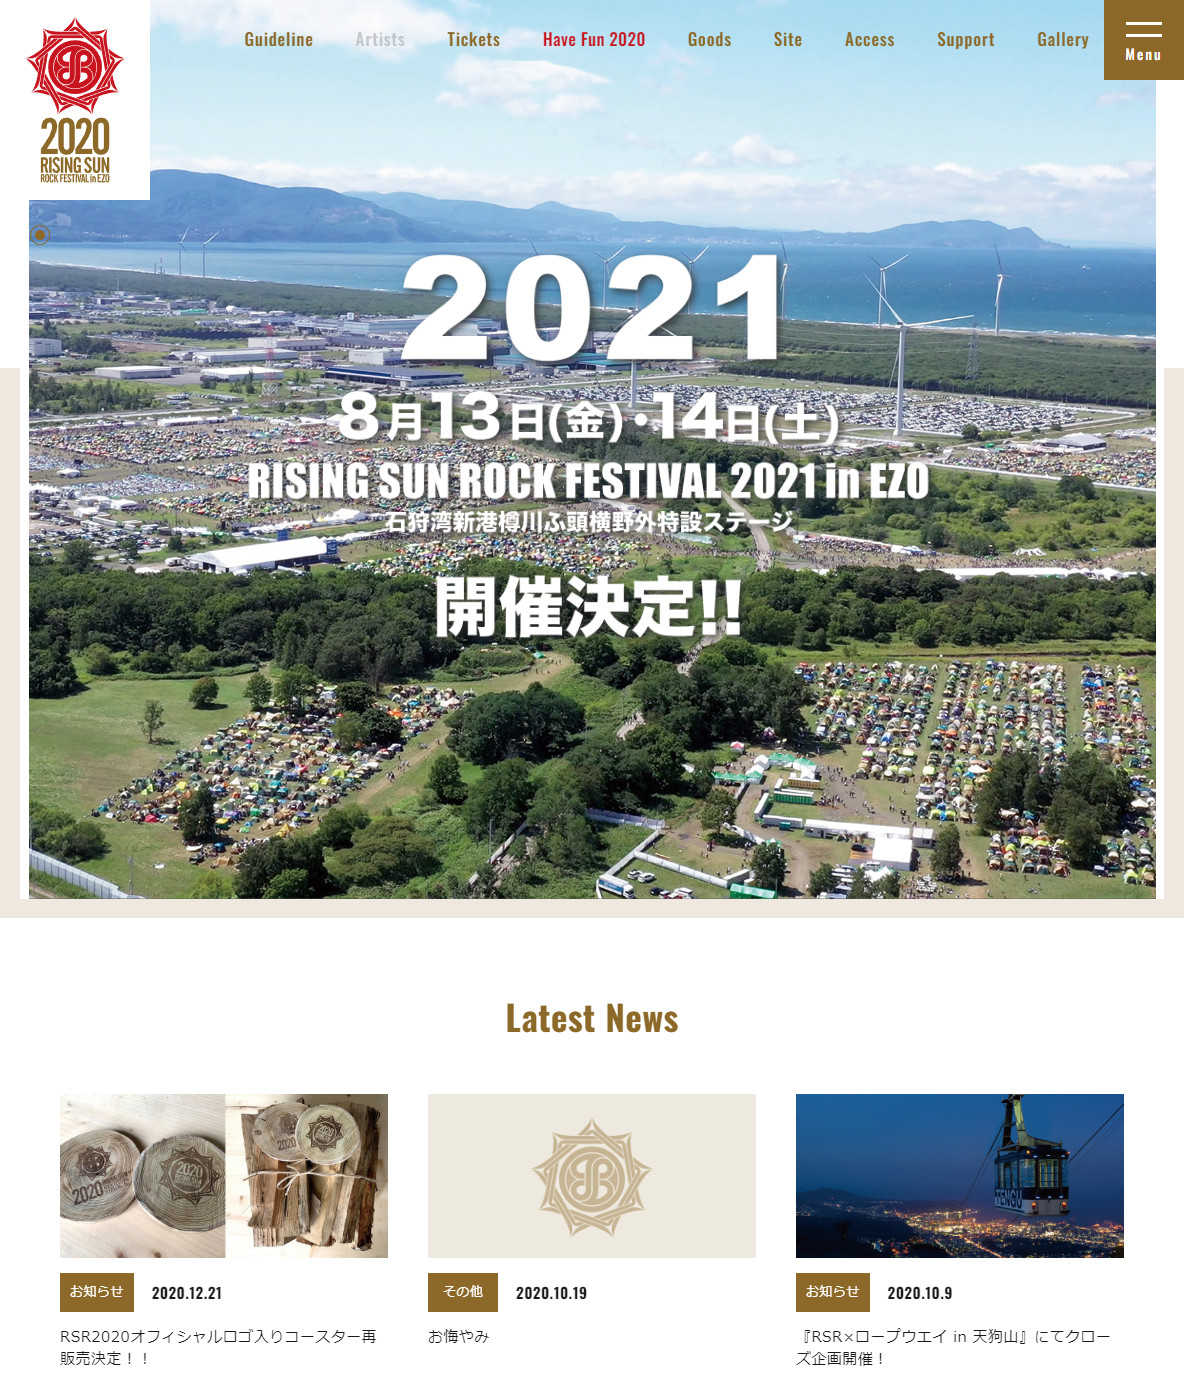 2020
RISING SUN
ROCK FESTIVAL in EZO
Guideline
Artists
Tickets
Have Fun 2020
Goods
Site
Access
Support
Gallery
Menu
2021
8月13日(金)・14日(土)
RISING SUN ROCK FESTIVAL 2021 in EZO
石狩湾新港樽川ふ頭横野外特設ステージ
開催決定!!
Latest News
2020
2020
2020
TENGU
お知らせ
2020.12.21
RSR2020オフィシャルロゴ入りコースター再
販売決定！！
その他
2020.10.19
お悔やみ
お知らせ
2020.10.9
『RSR×ロープウエイ in 天狗山』にてクロー
ズ企画開催！